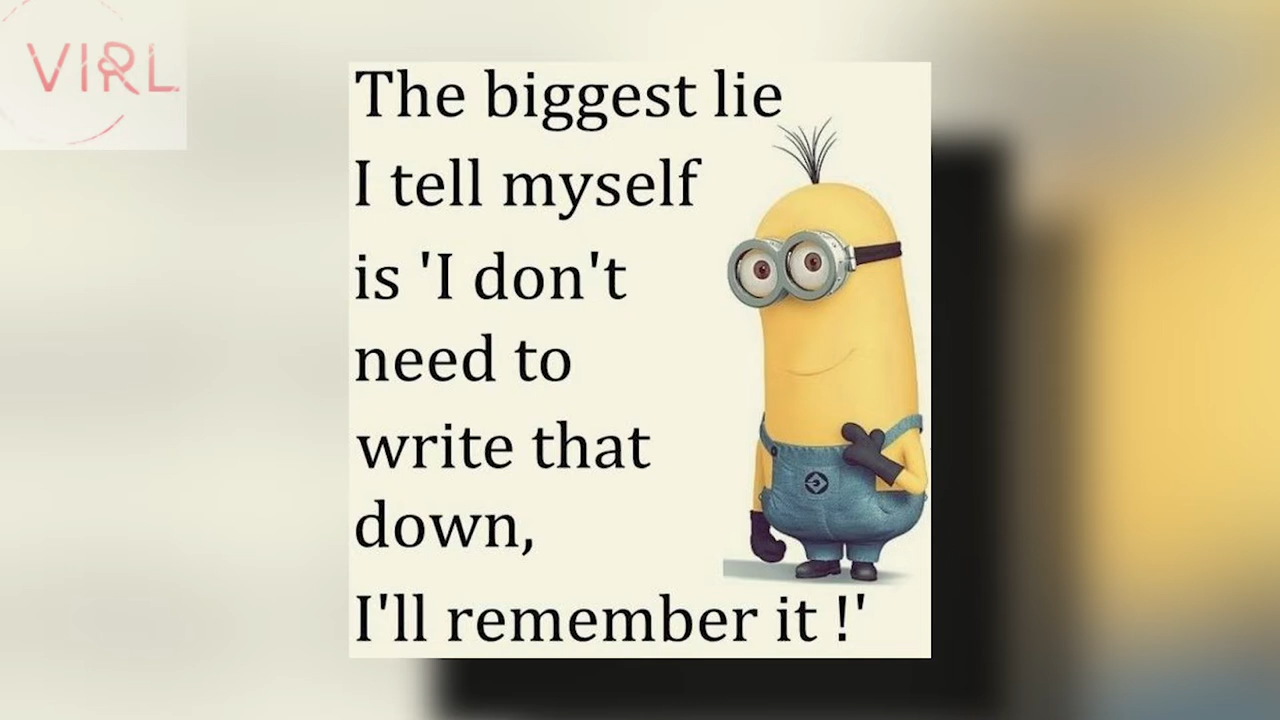 VIRL
The biggest lie
I tell myself
is 'I don't
need to
write that
down,
I'll remember it !'